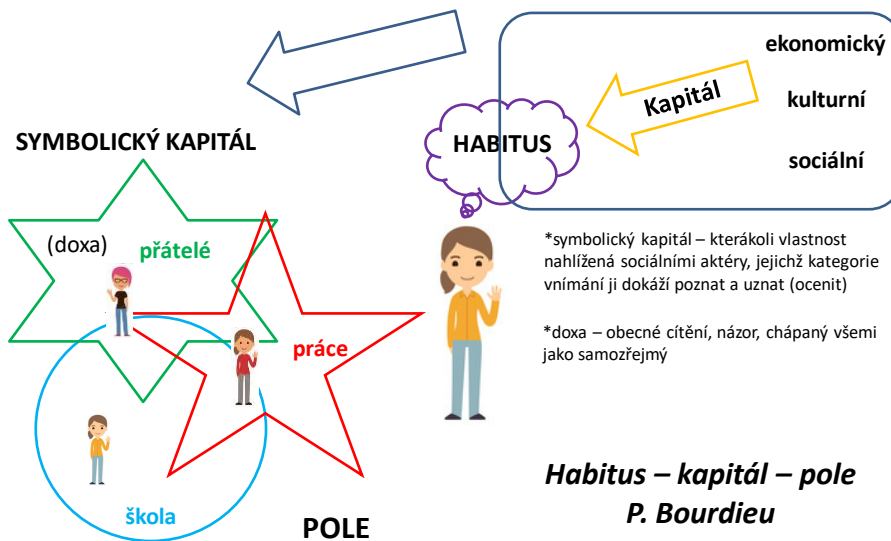 ekonomický
Kapitál
kulturní
SYMBOLICKÝ KAPITÁL
HABITUS
sociální
(doxa)
přátelé
*symbolický kapitál – kterákoli vlastnost
nahlížená sociálními aktéry, jejichž kategorie
vnímání ji dokáží poznat a uznat (ocenit)
*doxa – obecné cítění, názor, chápaný všemi
jako samozřejmý
práce
škola
POLE
Habitus – kapitál – pole
P. Bourdieu